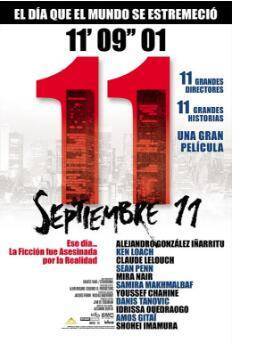 EL DÍA QUE EL MUNDO SE ESTREMECIÓ
11' 09" 01
11
11 GRANDES
DIRECTORES
11 GRANDES
HISTORIAS
UNA GRAN
PELÍCULA
SEPTIEMBRE 11
Ese día...
La Ficción fue Asesinada
por la Realidad
ALEJANDRO GONZÁLEZ IÑARRITU
KEN LOACH
CLAUDE LELOUCH
SEAN PENN
MIRA NAIR
SAMIRA MAKHMALBAF
YOUSSEF CHAHINE
DANIS TANOVIC
IDRISSA OUEDRAOGO
AMOS GITAÏ
SHOHEI IMAMURA